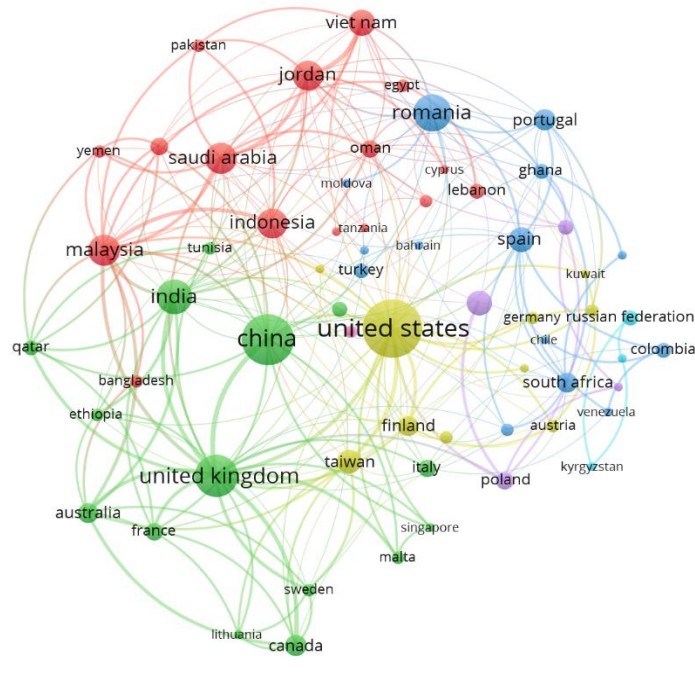 viet nam
pakistan
jordan
egypt
romania
portugal
yemen
saudi arabia
oman
cyprus
ghana
moldova
lebanon
indonesia
tanzania
malaysia
tunisia
bahrain
spain
turkey
kuwait
india
united states
germany
russian federation
china
chile
qatar
colombia
bangladesh
south africa
ethiopia
venezuela
finland
austria
taiwan
italy
kyrgyzstan
united kingdom
poland
australia
france
singapore
malta
sweden
lithuania
canada